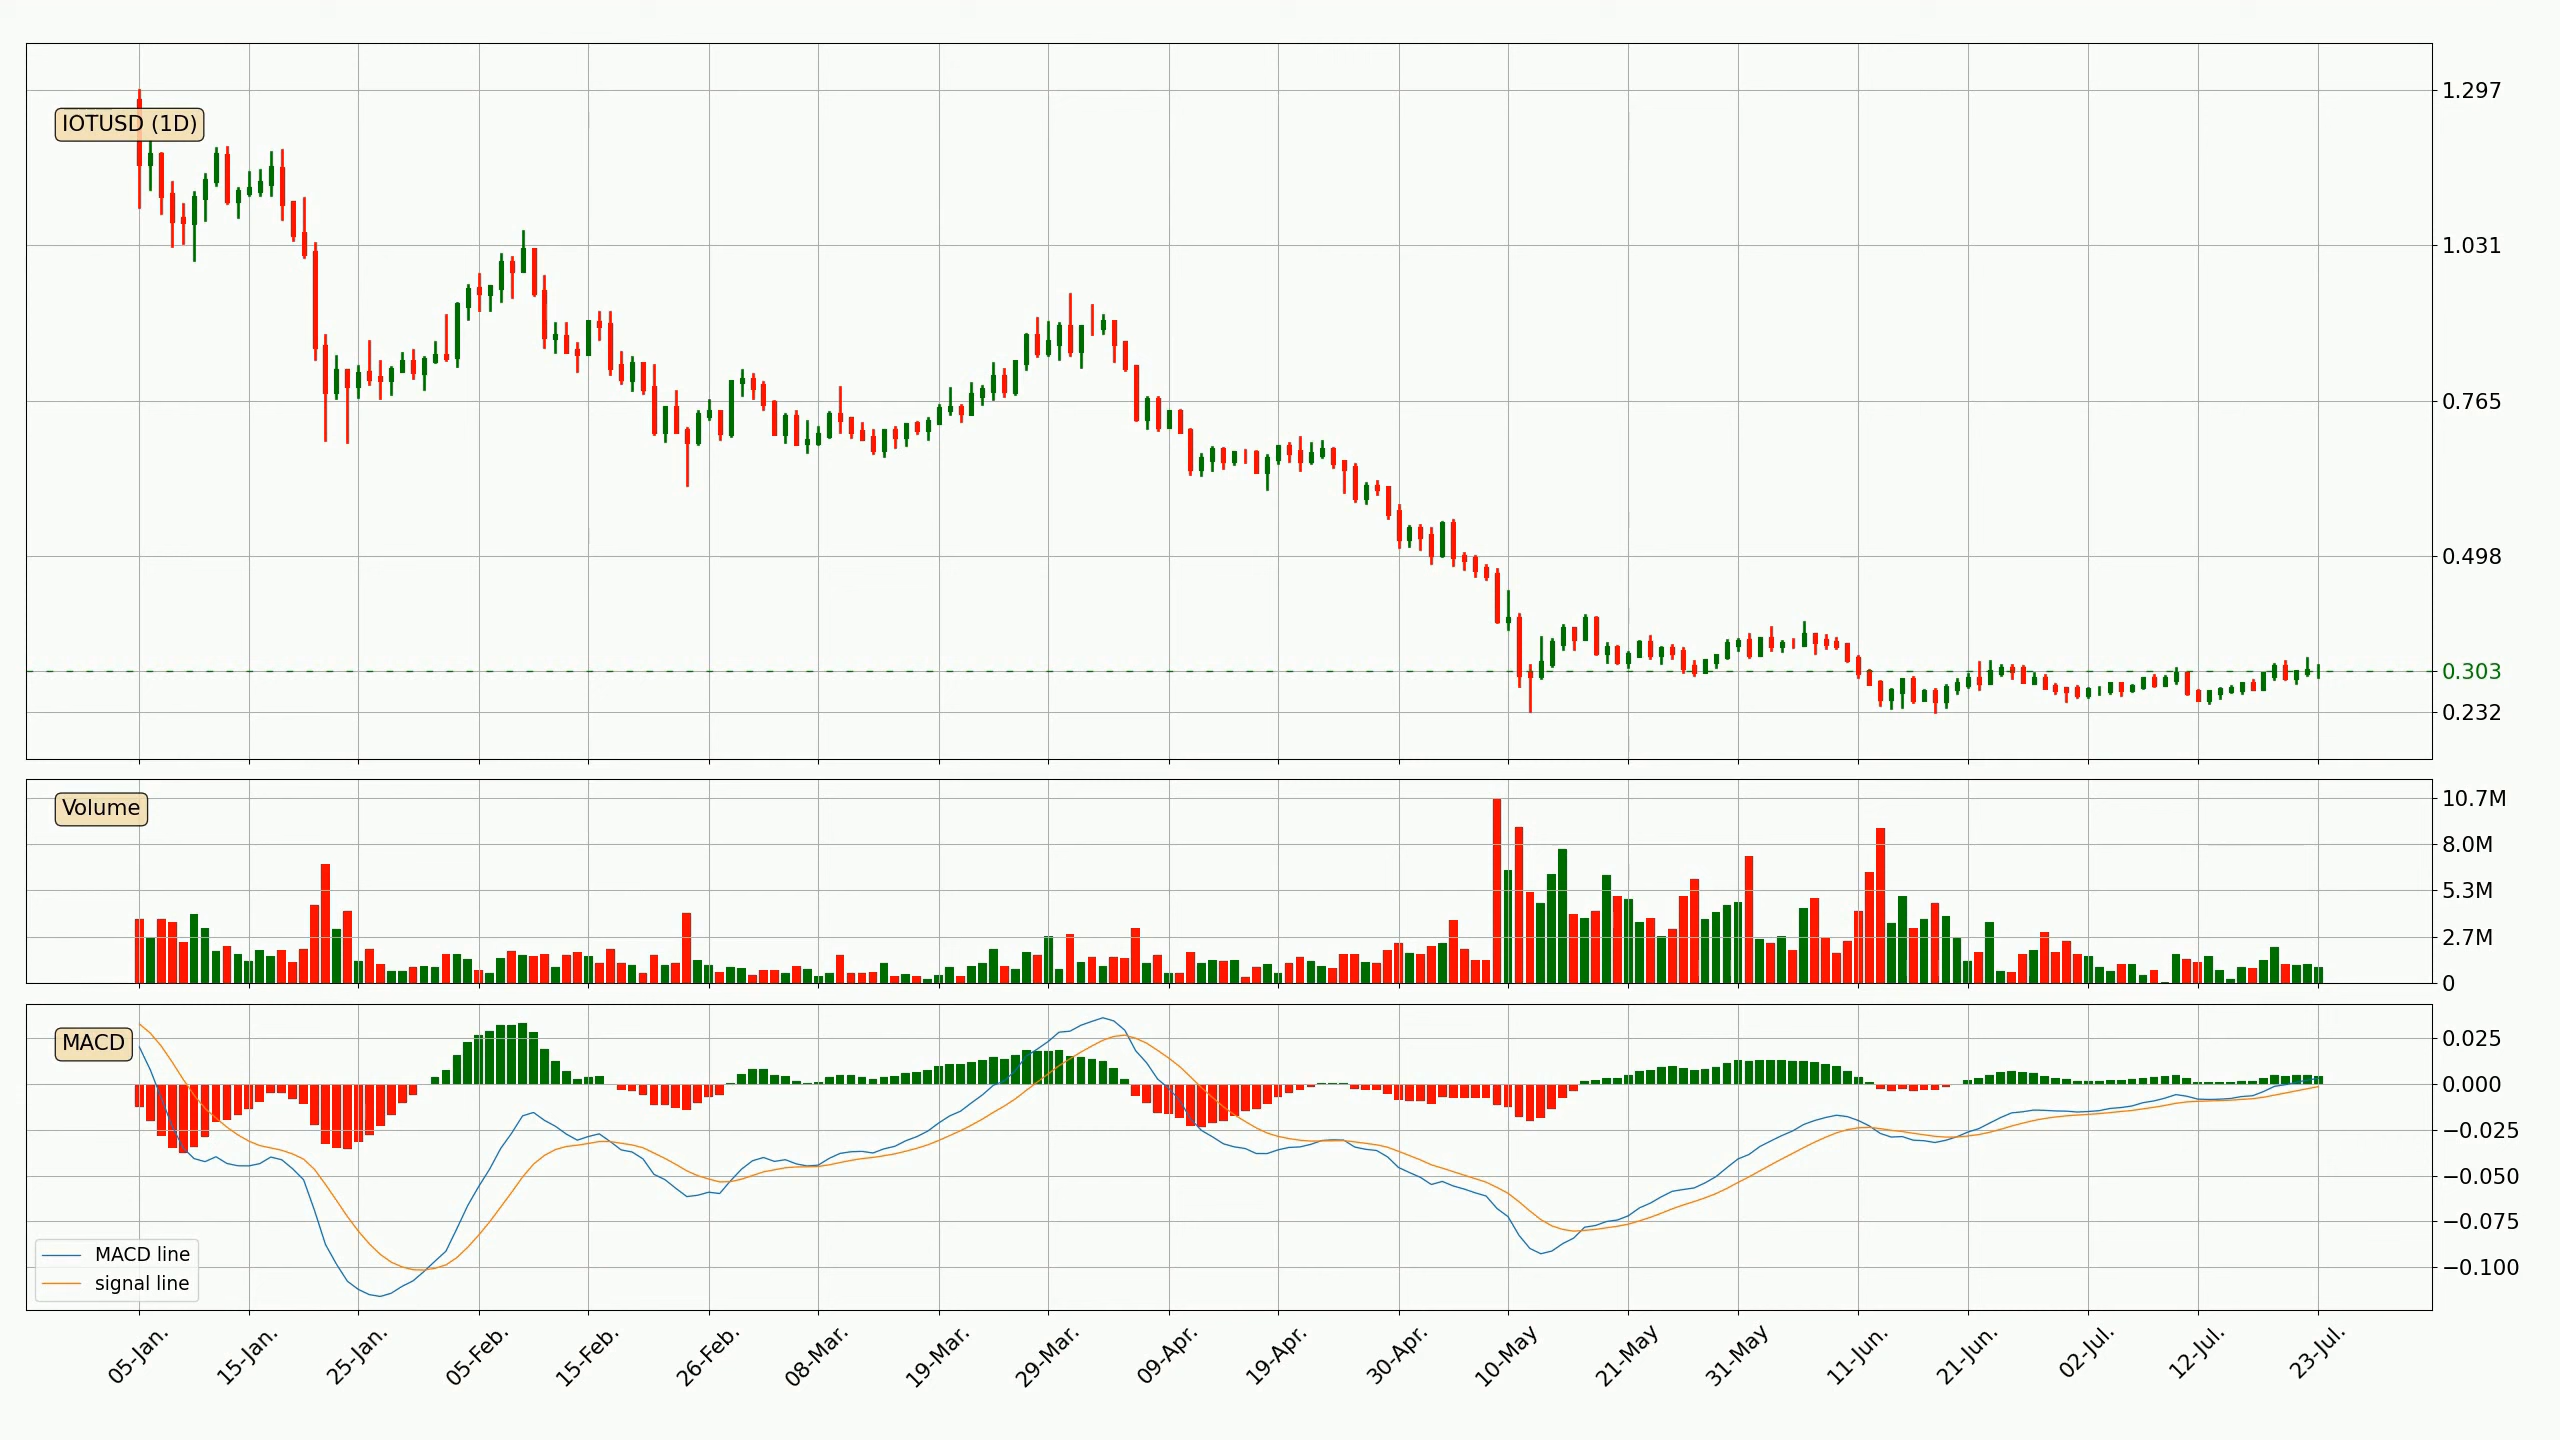 IOTUSD (1D)
1.297
1.031
0.765
0.498
0.303
0.232
Volume
10.7M
8.0M
5.3M
2.7M
0
MACD
0.025
0.000
−0.025
−0.050
−0.075
−0.100
MACD line
signal line
05-Jan.
15-Jan.
25-Jan.
05-Feb.
15-Feb.
26-Feb.
08-Mar.
19-Mar.
29-Mar.
09-Apr.
19-Apr.
30-Apr.
10-May
21-May
31-May
11-Jun.
21-Jun.
02-Jul.
12-Jul.
23-Jul.